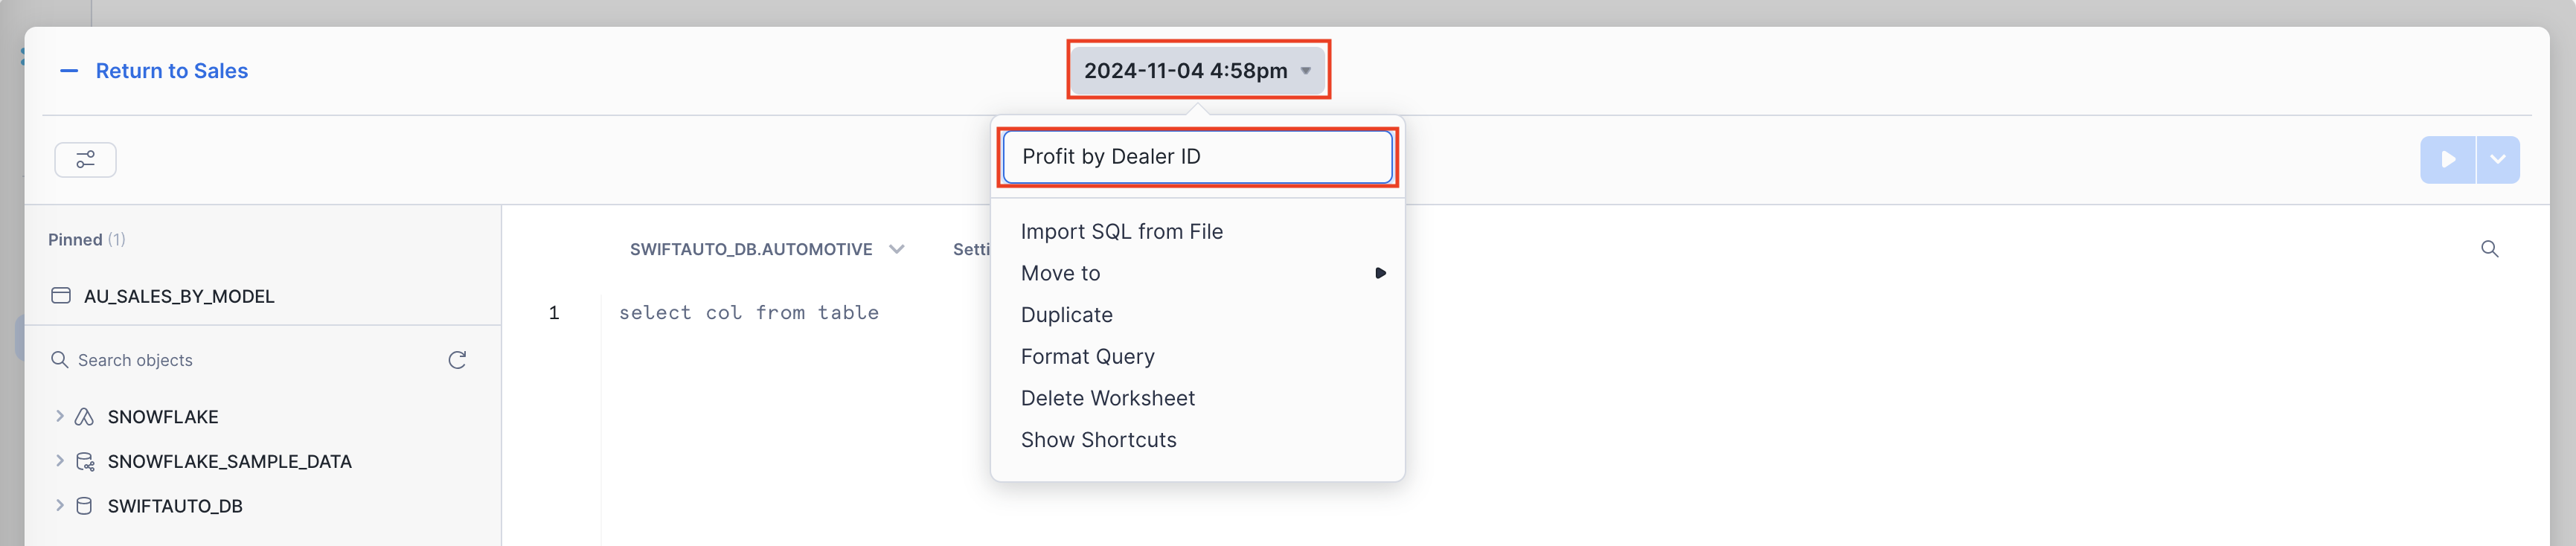 Return to Sales
2024-11-04 4:58pm
Profit by Dealer ID
Import SQL from File
Move to
Duplicate
Format Query
Delete Worksheet
Show Shortcuts
Pinned (1)
AU_SALES_BY_MODEL
Search objects
SNOWFLAKE
SNOWFLAKE_SAMPLE_DATA
SWIFTAUTO_DB
SWIFTAUTO_DB.AUTOMOTIVE
Setti
1 select col from table